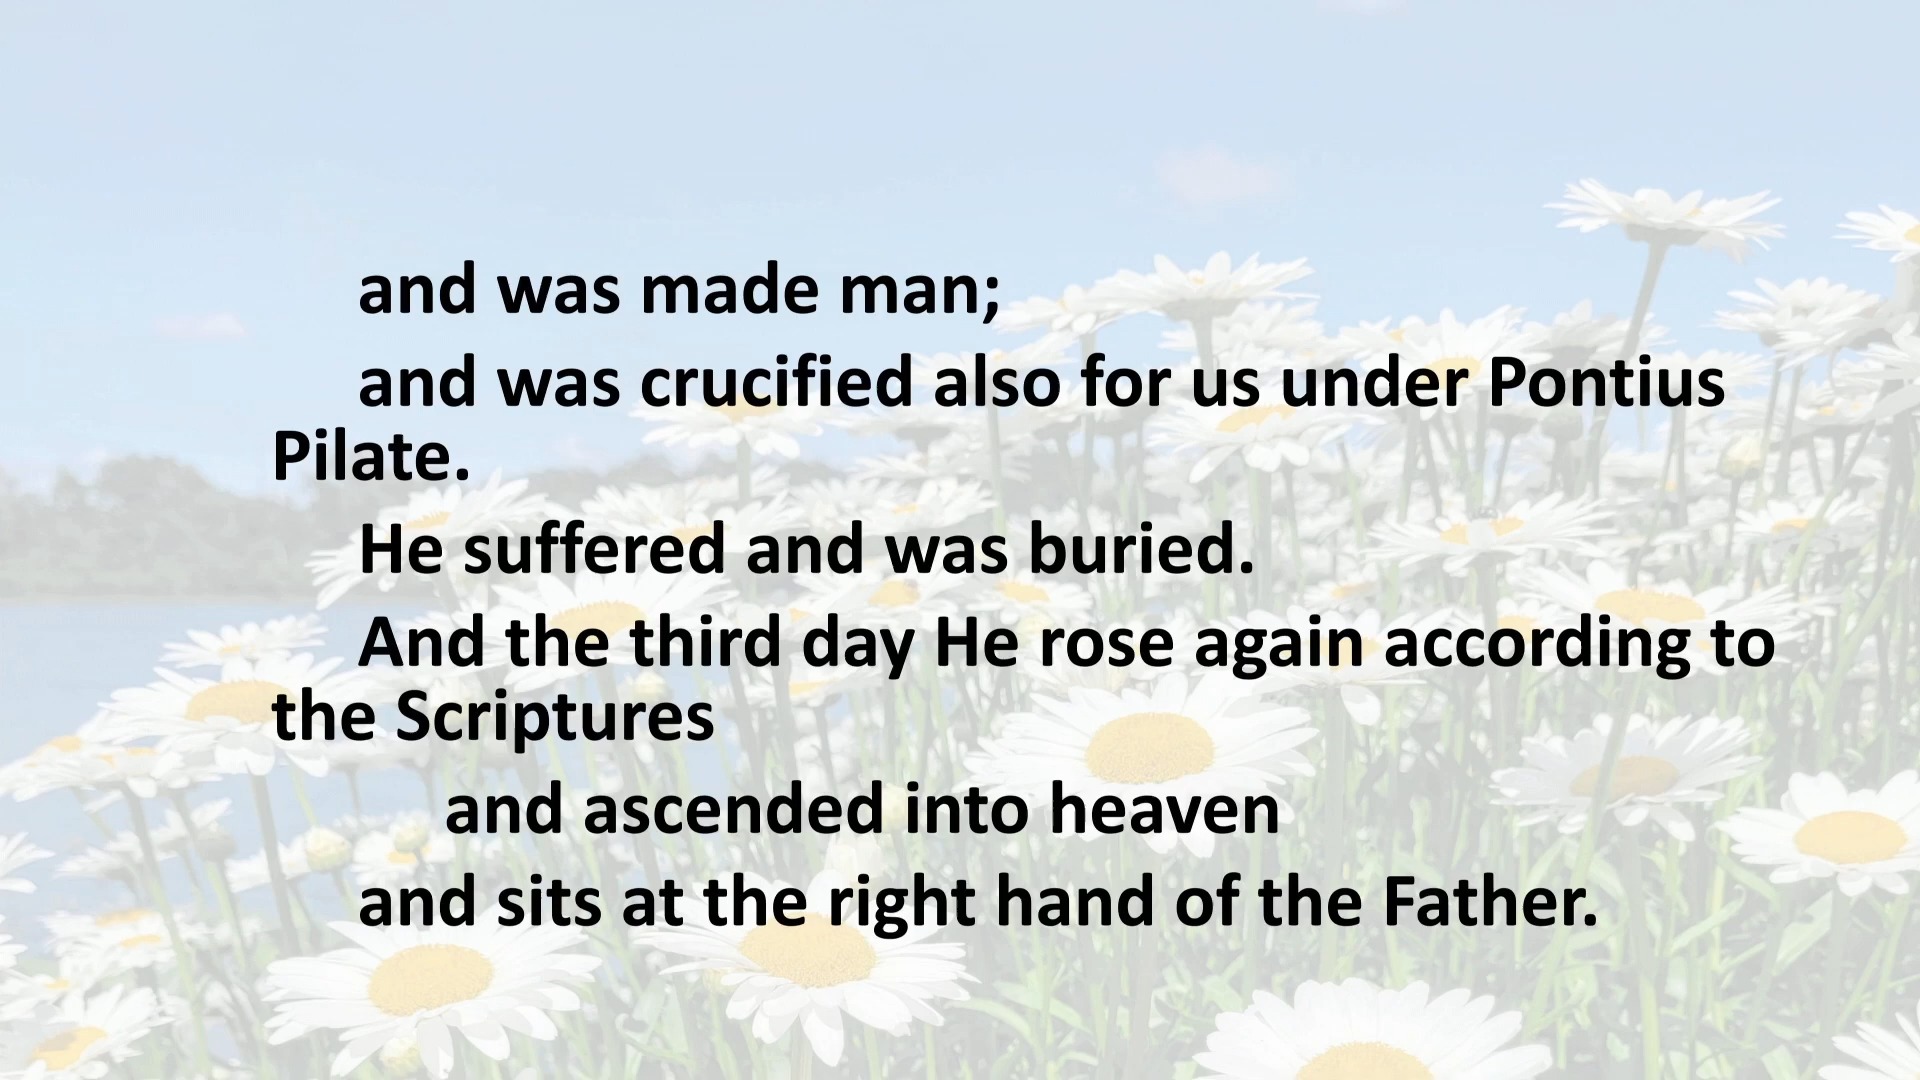 and was made man;
and was crucified also for us under Pontius
Pilate.
He suffered and was buried.
And the third day He rose again according to
the Scriptures
and ascended into heaven
and sits at the right hand of the Father.